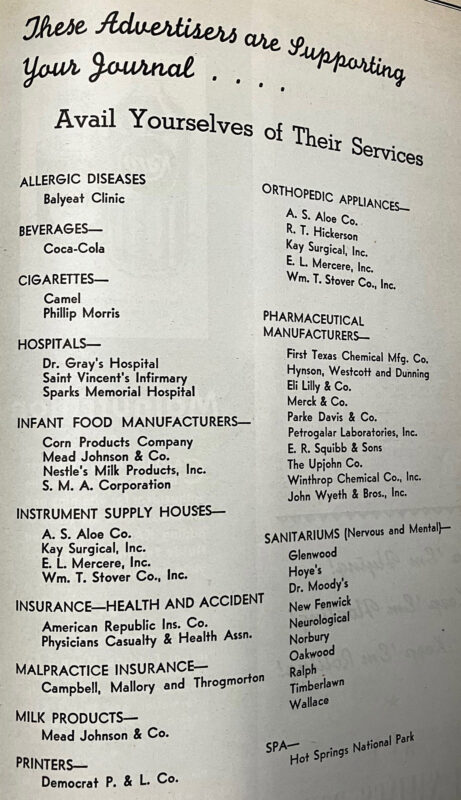 These Advertisers are Supporting
Your Journal . . . .
Avail Yourselves of Their Services
ALLERGIC DISEASES
Balyeat Clinic
BEVERAGES—
Coca-Cola
CIGARETTES—
Camel
Phillip Morris
HOSPITALS—
Dr. Gray's Hospital
Saint Vincent's Infirmary
Sparks Memorial Hospital
INFANT FOOD MANUFACTURERS—
Corn Products Company
Mead Johnson & Co.
Nestle's Milk Products, Inc.
S. M. A. Corporation
INSTRUMENT SUPPLY HOUSES—
A. S. Aloe Co.
Kay Surgical, Inc.
E. L. Mercere, Inc.
Wm. T. Stover Co., Inc.
INSURANCE—HEALTH AND ACCIDENT
American Republic Ins. Co.
Physicians Casualty & Health Assn.
MALPRACTICE INSURANCE—
Campbell, Mallory and Throgmorton
MILK PRODUCTS—
Mead Johnson & Co.
PRINTERS—
Democrat P. & L. Co.
ORTHOPEDIC APPLIANCES—
A. S. Aloe Co.
R. T. Hickerson
Kay Surgical, Inc.
E. L. Mercere, Inc.
Wm. T. Stover Co., Inc.
PHARMACEUTICAL
MANUFACTURERS—
First Texas Chemical Mfg. Co.
Hynson, Westcott and Dunning
Eli Lilly & Co.
Merck & Co.
Parke Davis & Co.
Petrogalar Laboratories, Inc.
E. R. Squibb & Sons
The Upjohn Co.
Winthrop Chemical Co., Inc.
John Wyeth & Bros., Inc.
SANITARIUMS (Nervous and Mental)—
Glenwood
Hoye's
Dr. Moody's
New Fenwick
Neurological
Norbury
Oakwood
Ralph
Timberlawn
Wallace
SPA—
Hot Springs National Park